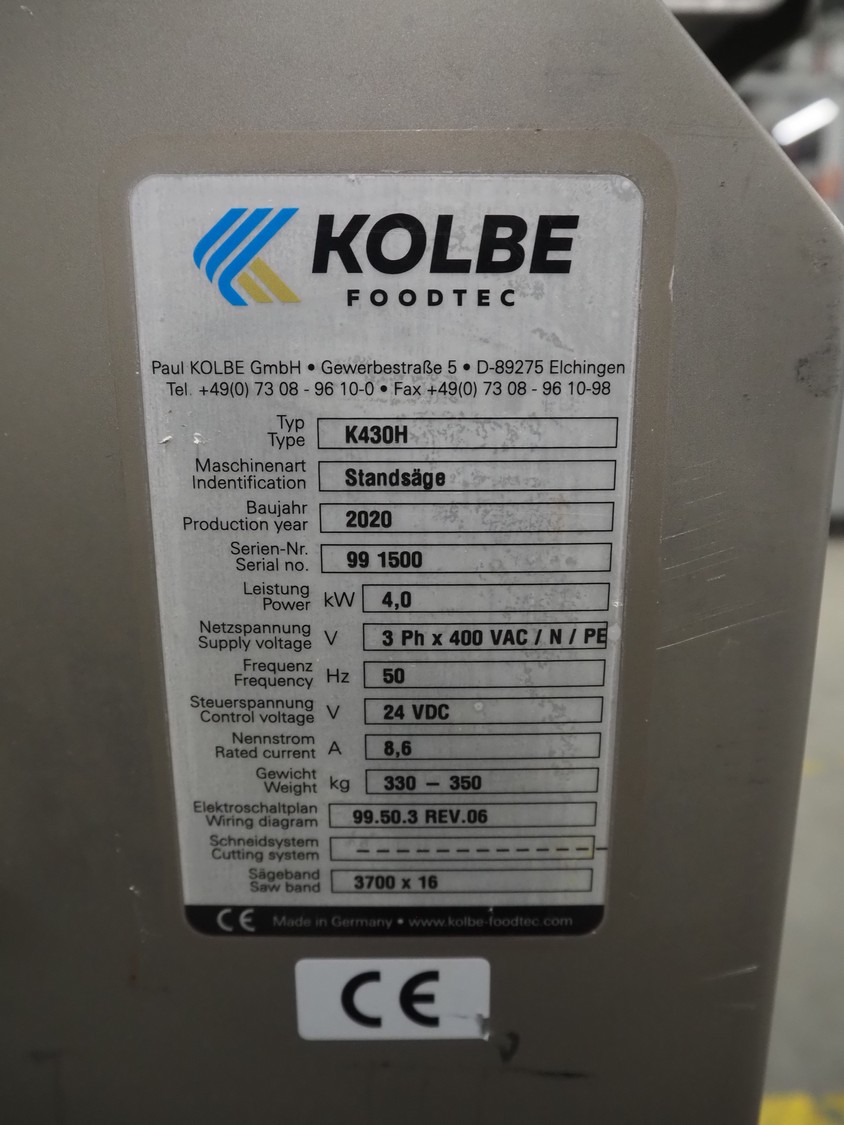 KOLBE
FOODTEC
Paul KOLBE GmbH • Gewerbestraße 5 • D-89275 Elchingen
Tel. +49(0) 73 08 - 96 10-0 • Fax +49(0) 73 08 - 96 10-98
Typ
Type K430H
Maschinenart
Indentification Standsäge
Baujahr
Production year 2020
Serien-Nr.
Serial no. 99 1500
Leistung
Power kW 4,0
Netzspannung
Supply voltage V 3 Ph x 400 VAC / N / PE
Frequenz
Frequency Hz 50
Steuerspannung
Control voltage V 24 VDC
Nennstrom
Rated current A 8,6
Gewicht
Weight kg 330 – 350
Elektroschaltplan
Wiring diagram 99.50.3 REV.06
Schneidsystem
Cutting system – – – – – – – – – – – – –
Sägeband
Saw band 3700 x 16
CE Made in Germany • www.kolbe-foodtec.com
CE